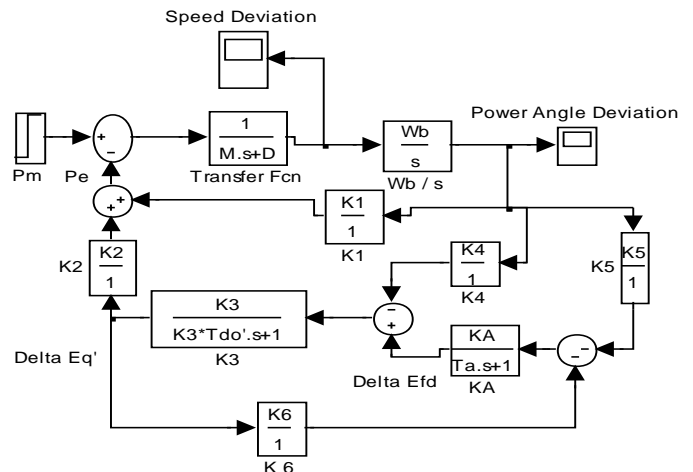 Speed Deviation
Power Angle Deviation
Pm
+
−
Pe
1
M.s+D
Transfer Fcn
Wb
s
Wb / s
+
+
K1
1
K1
K2
K2
1
K4
1
K4
K5
K5
1
K3
K3*Tdo'.s+1
K3
−
+
KA
Ta.s+1
KA
−
−
Delta Eq'
Delta Efd
K6
1
K 6